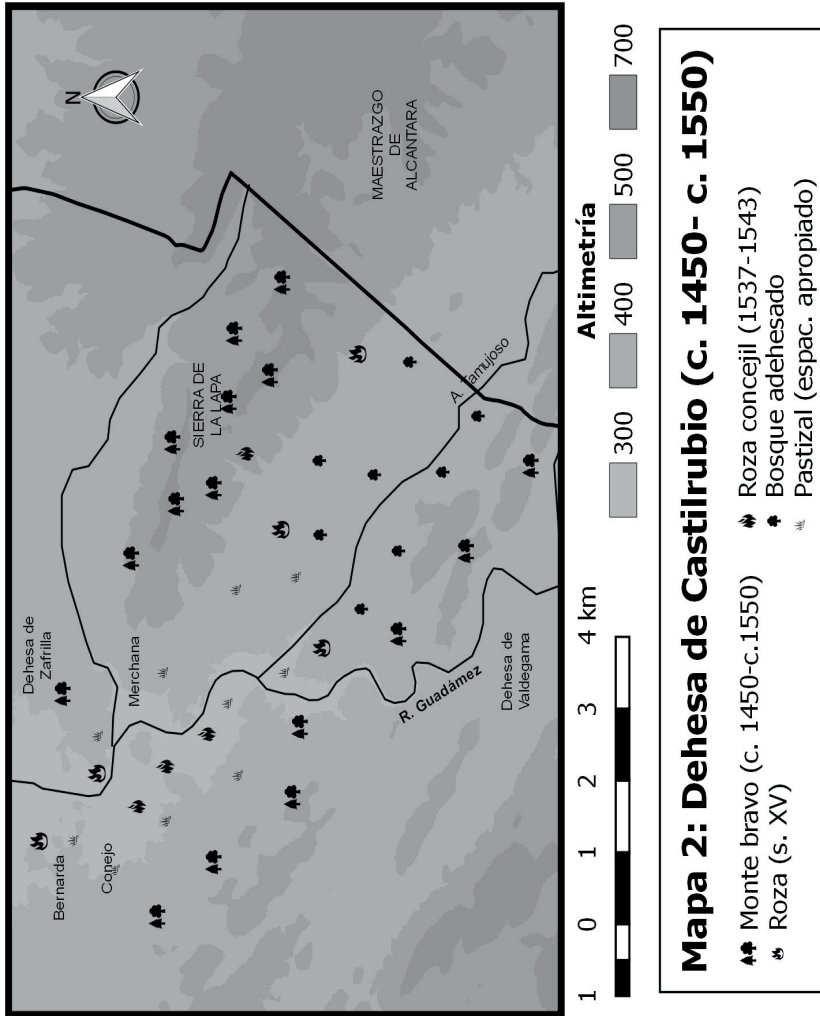 N
Dehesa de
Zafrilla
Bernarda
Conejo
Merchana
SIERRA DE
LA LAPA
MAESTRAZGO
DE
ALCANTARA
A. Tamujoso
R. Guadámez
Dehesa de
Valdegama
1 0 1 2 3 4 km
Altimetría
300 400 500 700
Mapa 2: Dehesa de Castilrubio (c. 1450- c. 1550)
Monte bravo (c. 1450-c.1550)
Roza (s. XV)
Roza concejil (1537-1543)
Bosque adehesado
Pastizal (espac. apropiado)